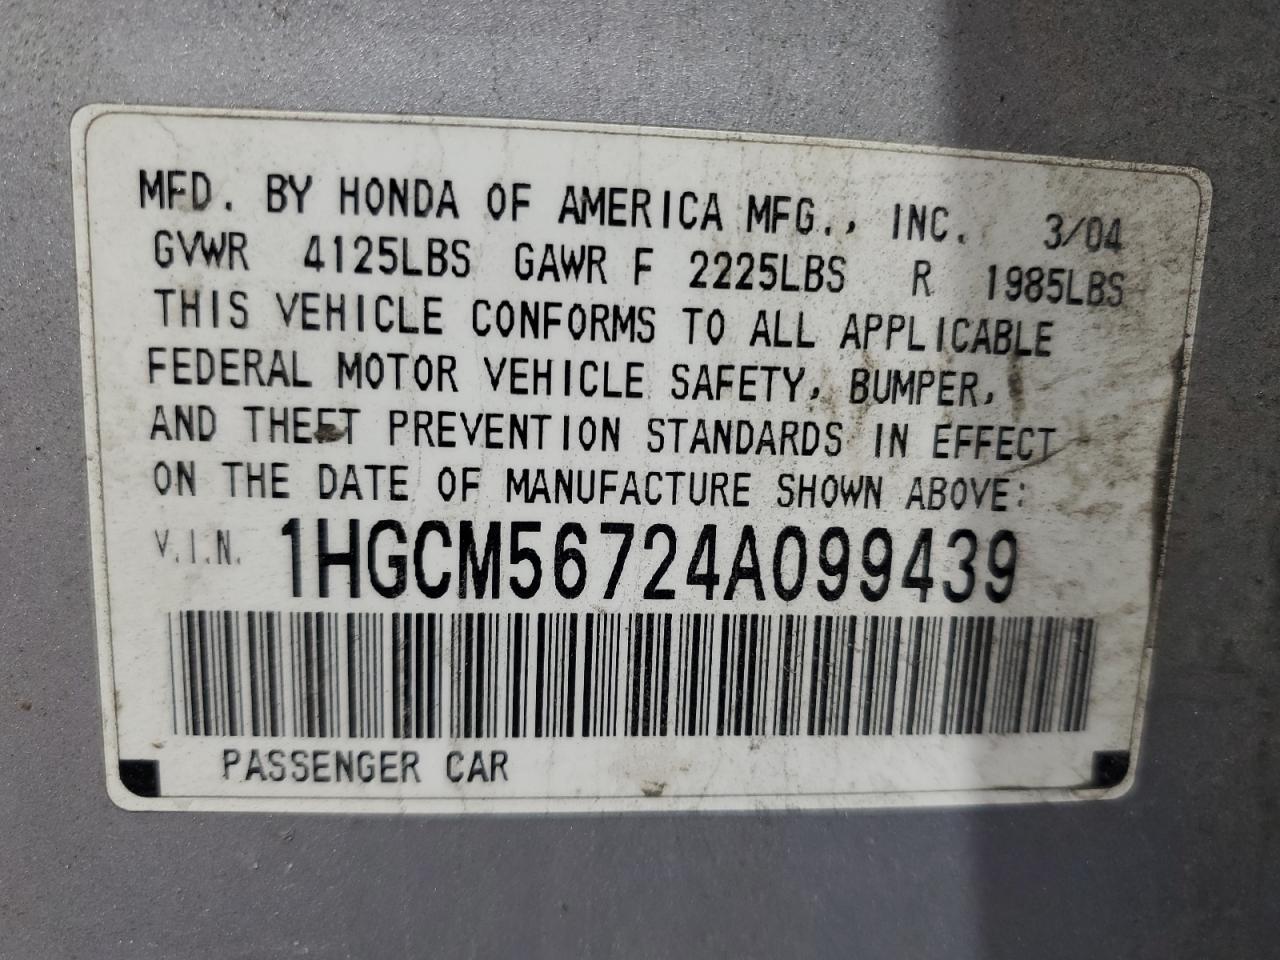 MFD. BY HONDA OF AMERICA MFG., INC. 3/04
GVWR 4125LBS GAWR F 2225LBS R 1985LBS
THIS VEHICLE CONFORMS TO ALL APPLICABLE
FEDERAL MOTOR VEHICLE SAFETY, BUMPER,
AND THEFT PREVENTION STANDARDS IN EFFECT
ON THE DATE OF MANUFACTURE SHOWN ABOVE:
V.I.N. 1HGCM56724A099439
PASSENGER CAR